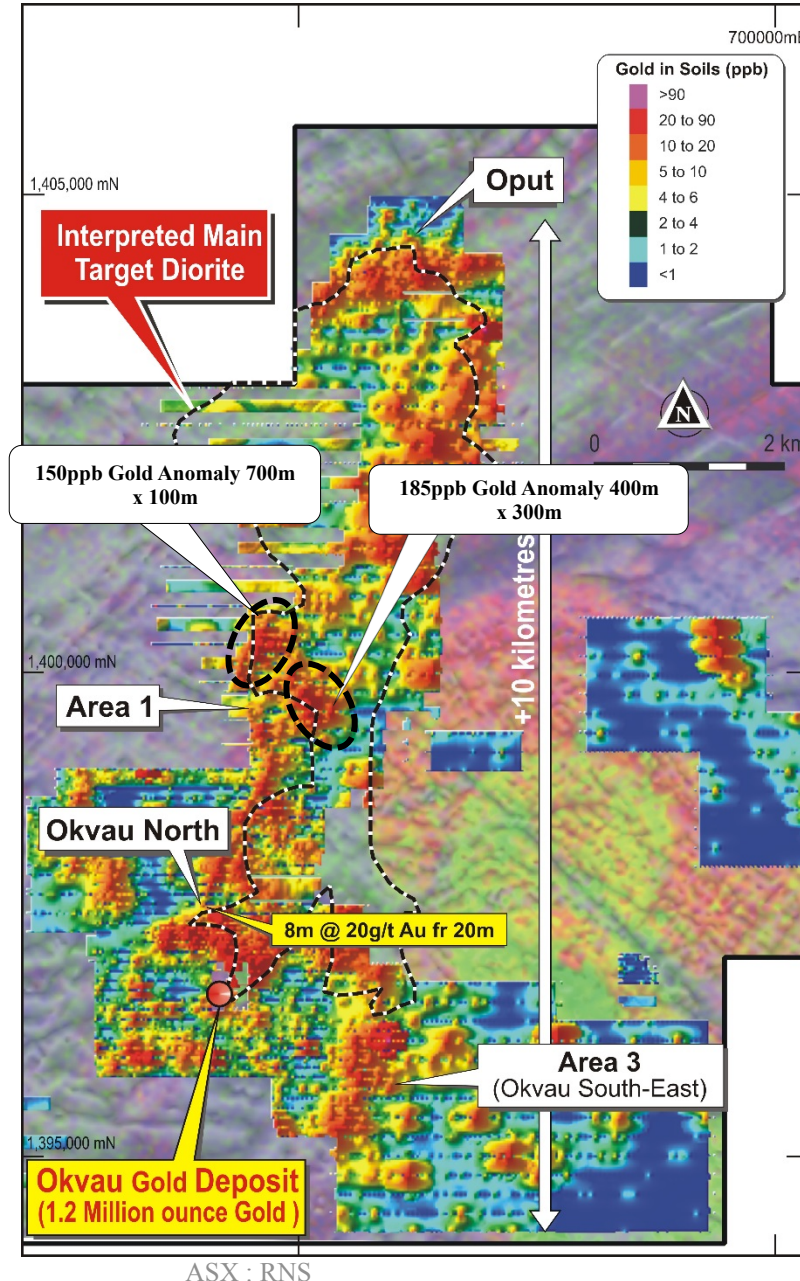 700000mE
Gold in Soils (ppb)
>90
20 to 90
10 to 20
5 to 10
4 to 6
2 to 4
1 to 2
<1
1,405,000 mN
Oput
Interpreted Main
Target Diorite
N
0 2 km
150ppb Gold Anomaly 700m
x 100m
185ppb Gold Anomaly 400m
x 300m
+10 kilometres
1,400,000 mN
Area 1
Okvau North
8m @ 20g/t Au fr 20m
Area 3
(Okvau South-East)
1,395,000 mN
Okvau Gold Deposit
(1.2 Million ounce Gold )
ASX : RNS